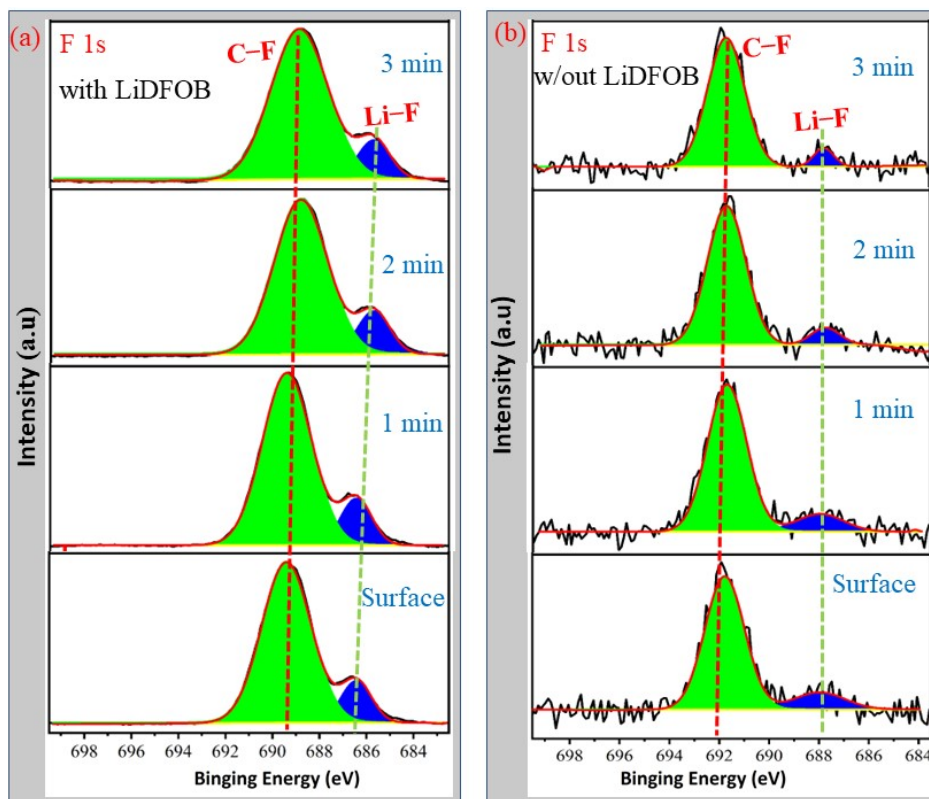 (a)
F 1s
with LiDFOB
C−F
Li−F
3 min
2 min
1 min
Surface
Intensity (a.u)
698 696 694 692 690 688 686 684
Binging Energy (eV)
(b)
F 1s
w/out LiDFOB
C−F
Li−F
3 min
2 min
1 min
Surface
Intensity (a.u)
698 696 694 692 690 688 686 684
Binging Energy (eV)